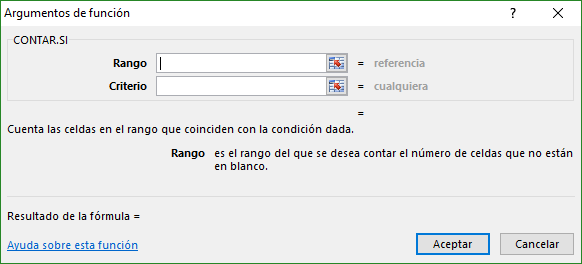 Argumentos de función ? ×
CONTAR.SI
Rango = referencia
Criterio = cualquiera
=
Cuenta las celdas en el rango que coinciden con la condición dada.
Rango es el rango del que se desea contar el número de celdas que no están
en blanco.
Resultado de la fórmula =
Ayuda sobre esta función Aceptar Cancelar